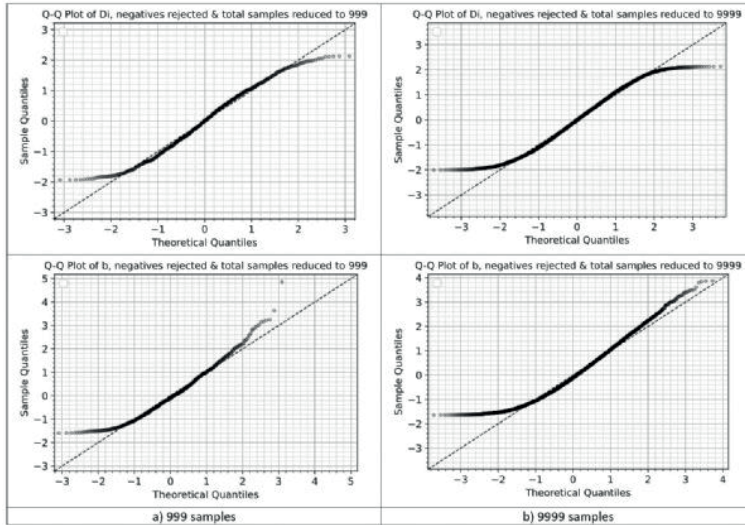 Q-Q Plot of Di, negatives rejected & total samples reduced to 999
3
2
1
0
−1
−2
−3
Sample Quantiles
−3 −2 −1 0 1 2 3
Theoretical Quantiles
Q-Q Plot of Di, negatives rejected & total samples reduced to 9999
3
2
1
0
−1
−2
−3
Sample Quantiles
−3 −2 −1 0 1 2 3
Theoretical Quantiles
Q-Q Plot of b, negatives rejected & total samples reduced to 999
5
4
3
2
1
0
−1
−2
−3
Sample Quantiles
−3 −2 −1 0 1 2 3 4 5
Theoretical Quantiles
Q-Q Plot of b, negatives rejected & total samples reduced to 9999
4
3
2
1
0
−1
−2
−3
Sample Quantiles
−3 −2 −1 0 1 2 3 4
Theoretical Quantiles
a) 999 samples
b) 9999 samples